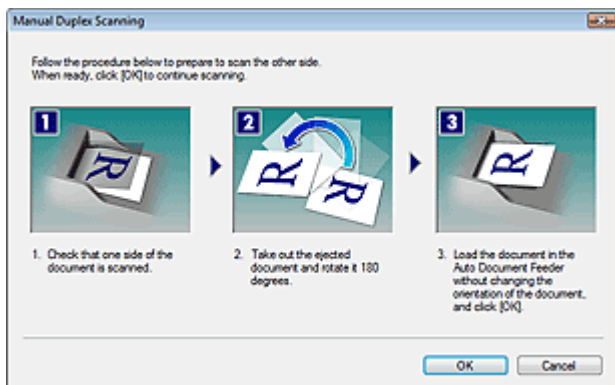 Manual Duplex Scanning
Follow the procedure below to prepare to scan the other side.
When ready, click [OK] to continue scanning.
1
2
3
R
R
R
R
1. Check that one side of the
document is scanned.
2. Take out the ejected
document and rotate it 180
degrees.
3. Load the document in the
Auto Document Feeder
without changing the
orientation of the document,
and click [OK].
OK
Cancel